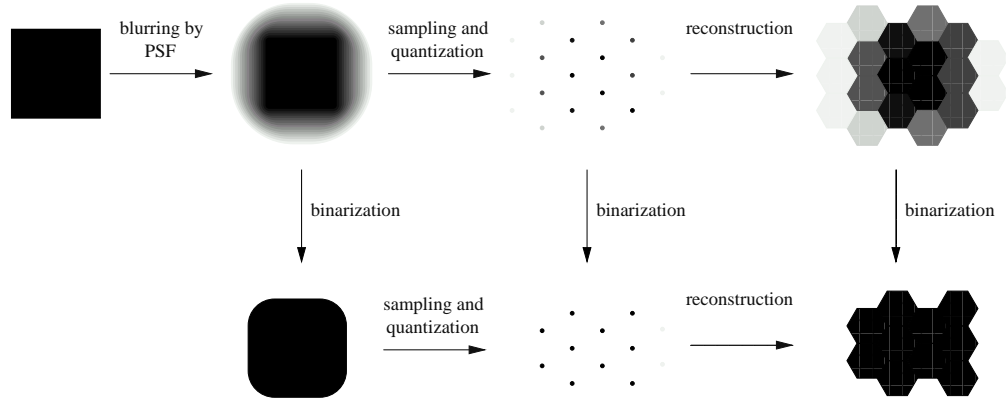 blurring by
PSF
sampling and
quantization
reconstruction
binarization
binarization
binarization
sampling and
quantization
reconstruction